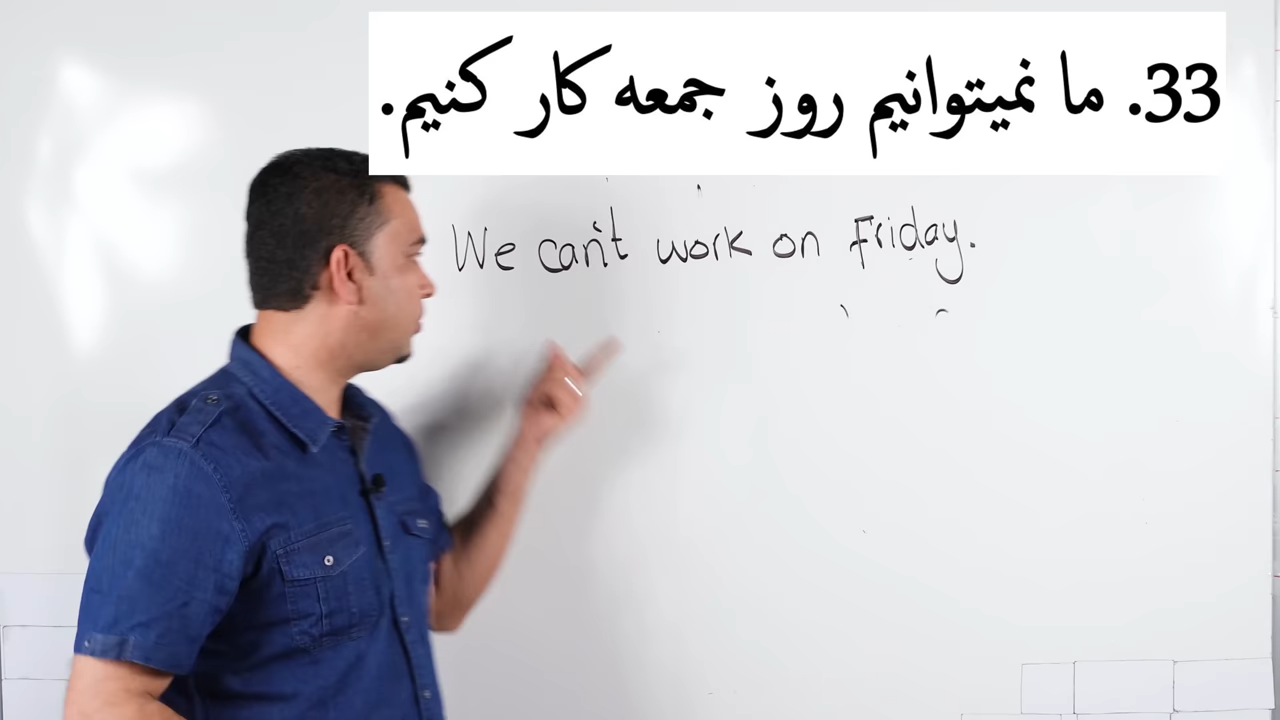 33. ما نمیتوانیم روز جمعه کار کنیم.
We can't work on Friday.